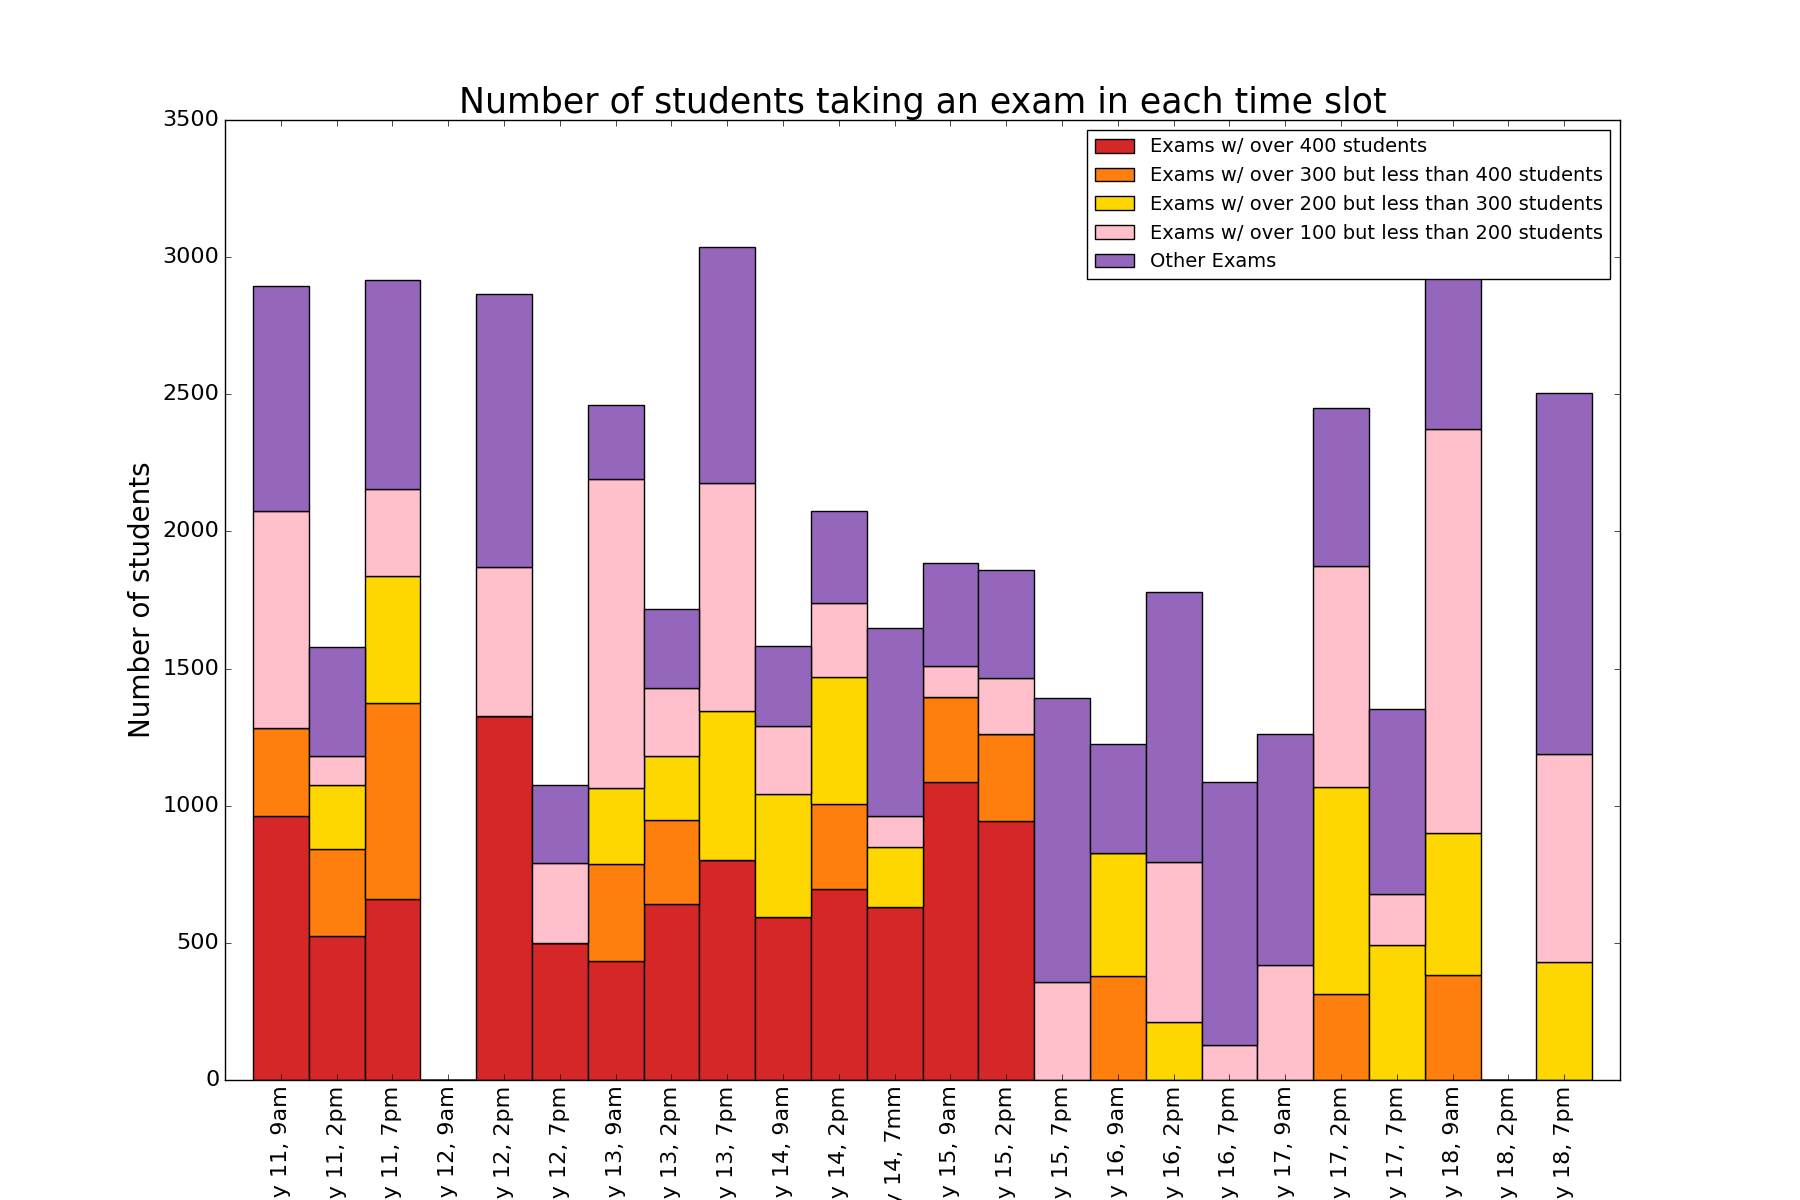 Number of students taking an exam in each time slot
Exams w/ over 400 students
Exams w/ over 300 but less than 400 students
Exams w/ over 200 but less than 300 students
Exams w/ over 100 but less than 200 students
Other Exams
Number of students
3500
3000
2500
2000
1500
1000
500
0
y 11, 9am
y 11, 2pm
y 11, 7pm
y 12, 9am
y 12, 2pm
y 12, 7pm
y 13, 9am
y 13, 2pm
y 13, 7pm
y 14, 9am
y 14, 2pm
y 14, 7mm
y 15, 9am
y 15, 2pm
y 15, 7pm
y 16, 9am
y 16, 2pm
y 16, 7pm
y 17, 9am
y 17, 2pm
y 17, 7pm
y 18, 9am
y 18, 2pm
y 18, 7pm